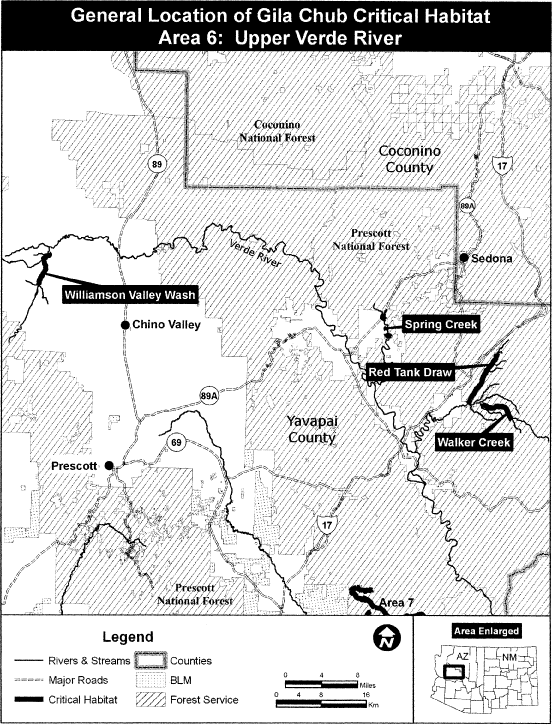 General Location of Gila Chub Critical Habitat
Area 6: Upper Verde River
Coconino
National Forest
Coconino
County
89
17
89A
Prescott
National Forest
Verde River
Sedona
Williamson Valley Wash
Chino Valley
Spring Creek
Red Tank Draw
89A
Yavapai
County
Walker Creek
69
Prescott
17
Prescott
National Forest
Area 7
Legend
Rivers & Streams
Counties
Major Roads
BLM
Critical Habitat
Forest Service
N
0 4 8
Miles
0 4 8 16
Km
Area Enlarged
AZ
NM